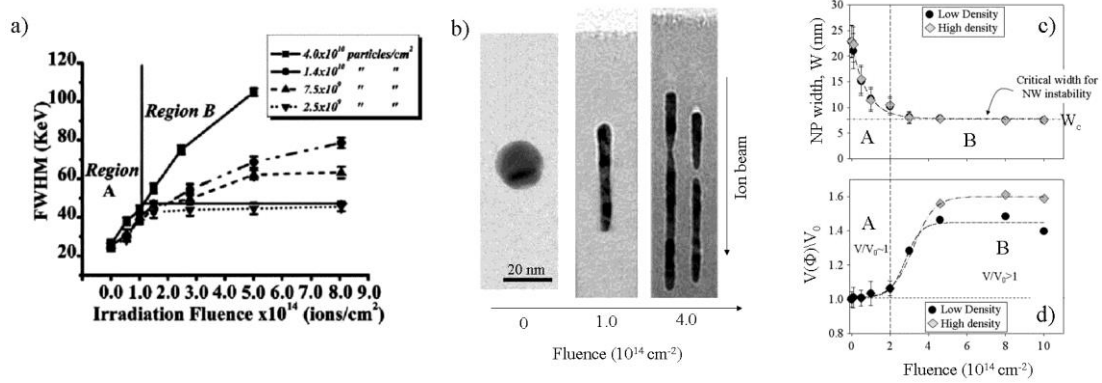 a)
FWHM (KeV)
120
100
80
60
40
20
Region A
Region B
4.0x10¹⁰ particles/cm²
1.4x10¹⁰ " "
7.5x10⁹ " "
2.5x10⁹ " "
0.0 1.0 2.0 3.0 4.0 5.0 6.0 7.0 8.0 9.0
Irradiation Fluence x10¹⁴ (ions/cm²)
b)
20 nm
Ion beam
0 1.0 4.0
Fluence (10¹⁴ cm⁻²)
c)
Low Density
High density
NP width, W (nm)
30
25
20
15
10
5
0
Critical width for
NW instability
W_c
A
B
d)
V(Φ)\V₀
1.8
1.6
1.4
1.2
1.0
0.8
A
V/V₀~1
B
V/V₀>1
Low Density
High density
0 2 4 6 8 10
Fluence (10¹⁴ cm⁻²)